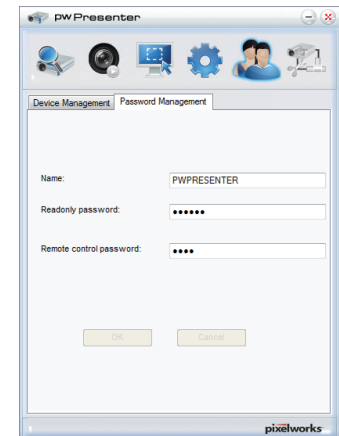 pwPresenter
Device Management Password Management
Name: PWPRESENTER
Readonly password: ••••••
Remote control password: ••••
OK Cancel
pixelworks